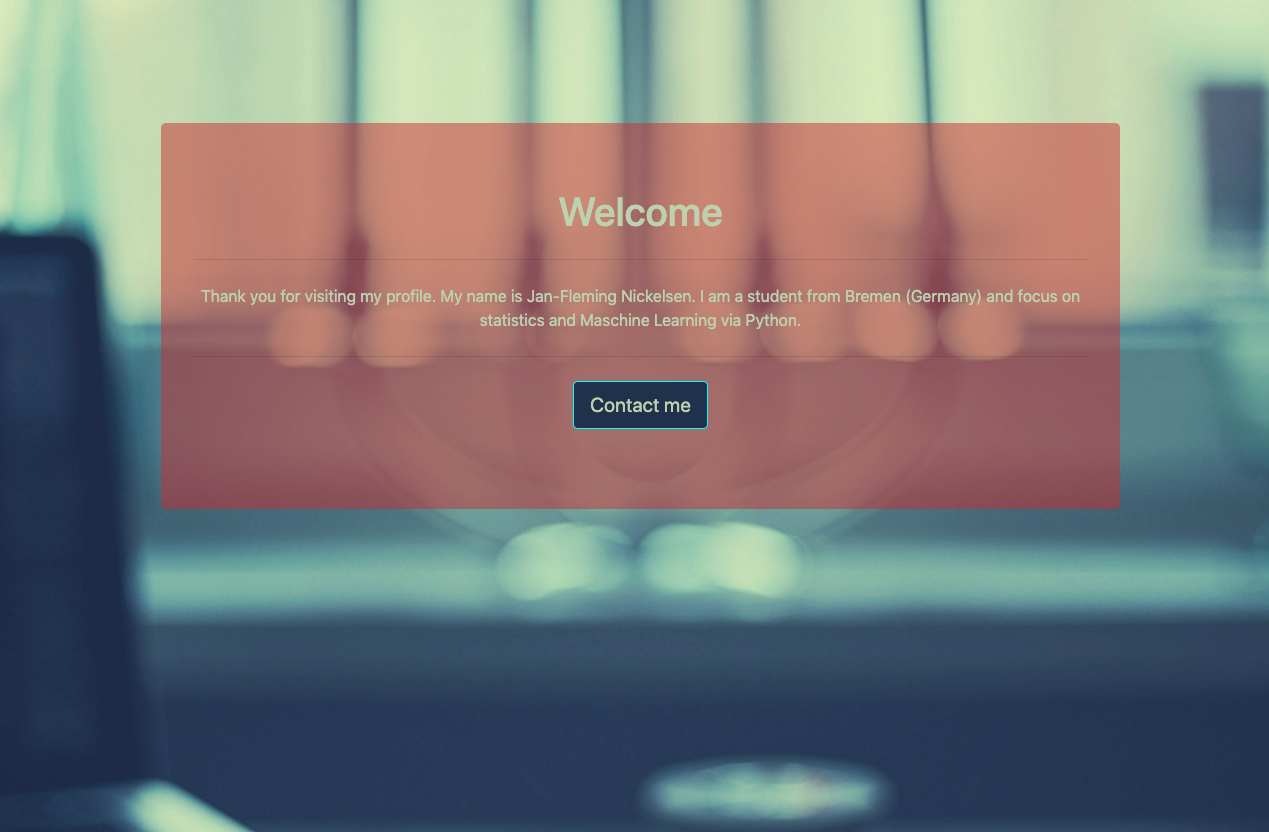 Welcome
Thank you for visiting my profile. My name is Jan-Fleming Nickelsen. I am a student from Bremen (Germany) and focus on
statistics and Maschine Learning via Python.
Contact me